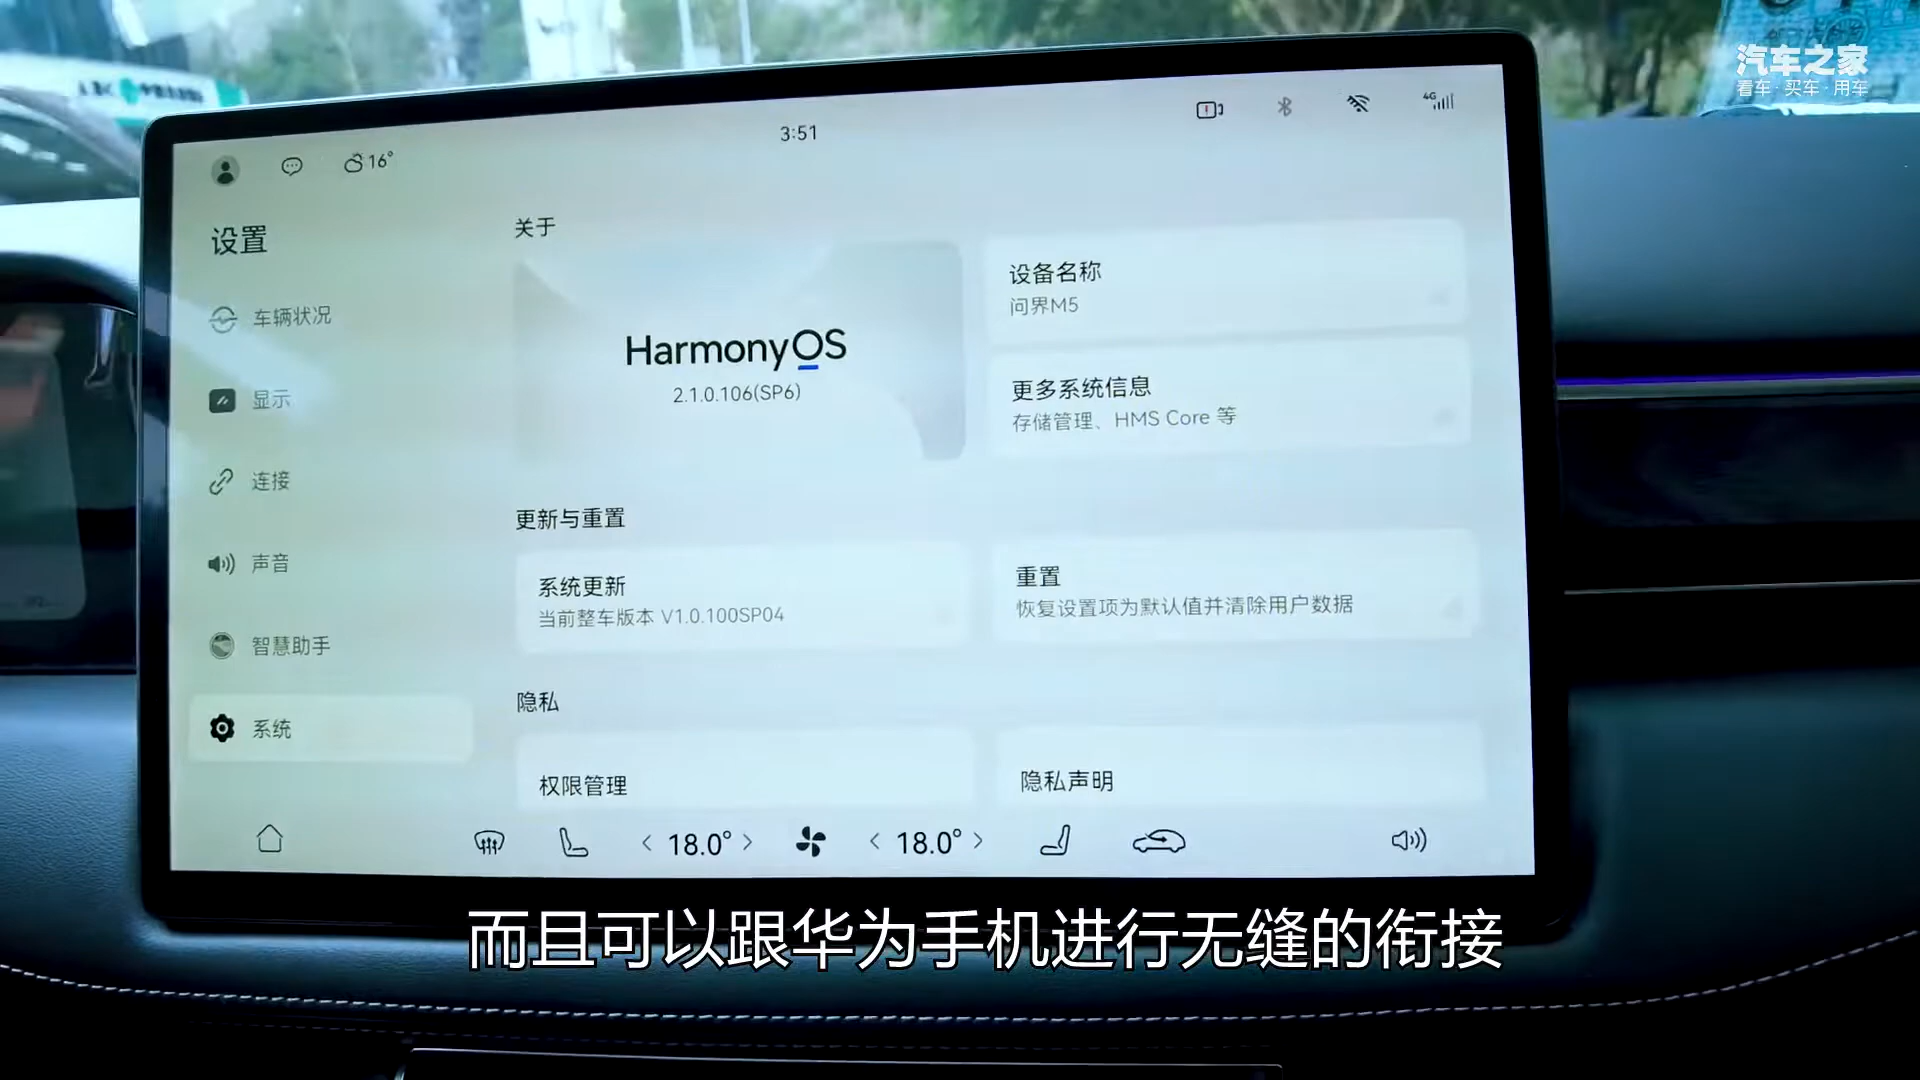 汽车之家
看车·买车·用车
3:51
16°
4G
设置
车辆状况
显示
连接
声音
智慧助手
系统
关于
HarmonyOS
2.1.0.106(SP6)
设备名称
问界M5
更多系统信息
存储管理、HMS Core 等
更新与重置
系统更新
当前整车版本 V1.0.100SP04
重置
恢复设置项为默认值并清除用户数据
隐私
权限管理
隐私声明
< 18.0° >
< 18.0° >
而且可以跟华为手机进行无缝的衔接